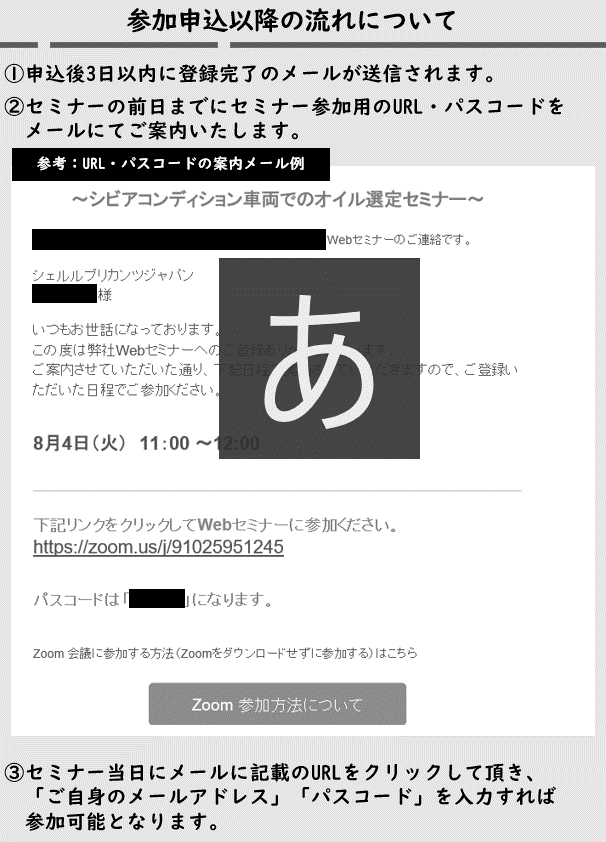 参加申込以降の流れについて
①申込後3日以内に登録完了のメールが送信されます。
②セミナーの前日までにセミナー参加用のURL・パスコードを
メールにてご案内いたします。
参考：URL・パスコードの案内メール例
～シビアコンディション車両でのオイル選定セミナー～
Webセミナーのご連絡です。
シェルルブリカンツジャパン
様
いつもお世話になっております。
この度は弊社Webセミナーへのご登録あり
ご案内させていただいた通り、下記日程 ますので、ご登録い
ただいた日程でご参加ください。
あ
8月4日（火） 11：00 ～12:00
下記リンクをクリックしてWebセミナーに参加ください。
https://zoom.us/j/91025951245
パスコードは「 」になります。
Zoom 会議に参加する方法（Zoomをダウンロードせずに参加する）はこちら
Zoom 参加方法について
③セミナー当日にメールに記載のURLをクリックして頂き、
「ご自身のメールアドレス」「パスコード」を入力すれば
参加可能となります。